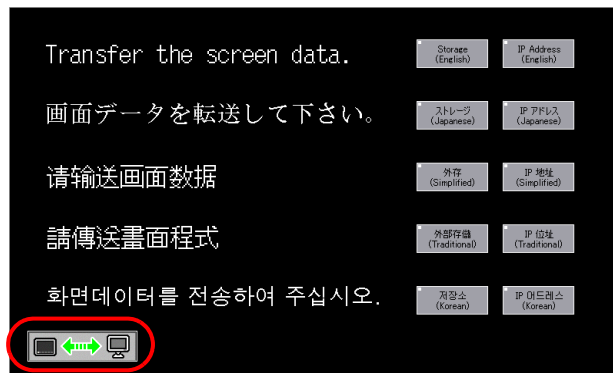 Transfer the screen data.
Storage
(English)
IP Address
(English)
画面データを転送して下さい。
ストレージ
(Japanese)
IP アドレス
(Japanese)
请输送画面数据
外存
(Simplified)
IP 地址
(Simplified)
請傳送畫面程式
外部存儲
(Traditional)
IP 位址
(Traditional)
화면데이터를 전송하여 주십시오.
저장소
(Korean)
IP 어드레스
(Korean)